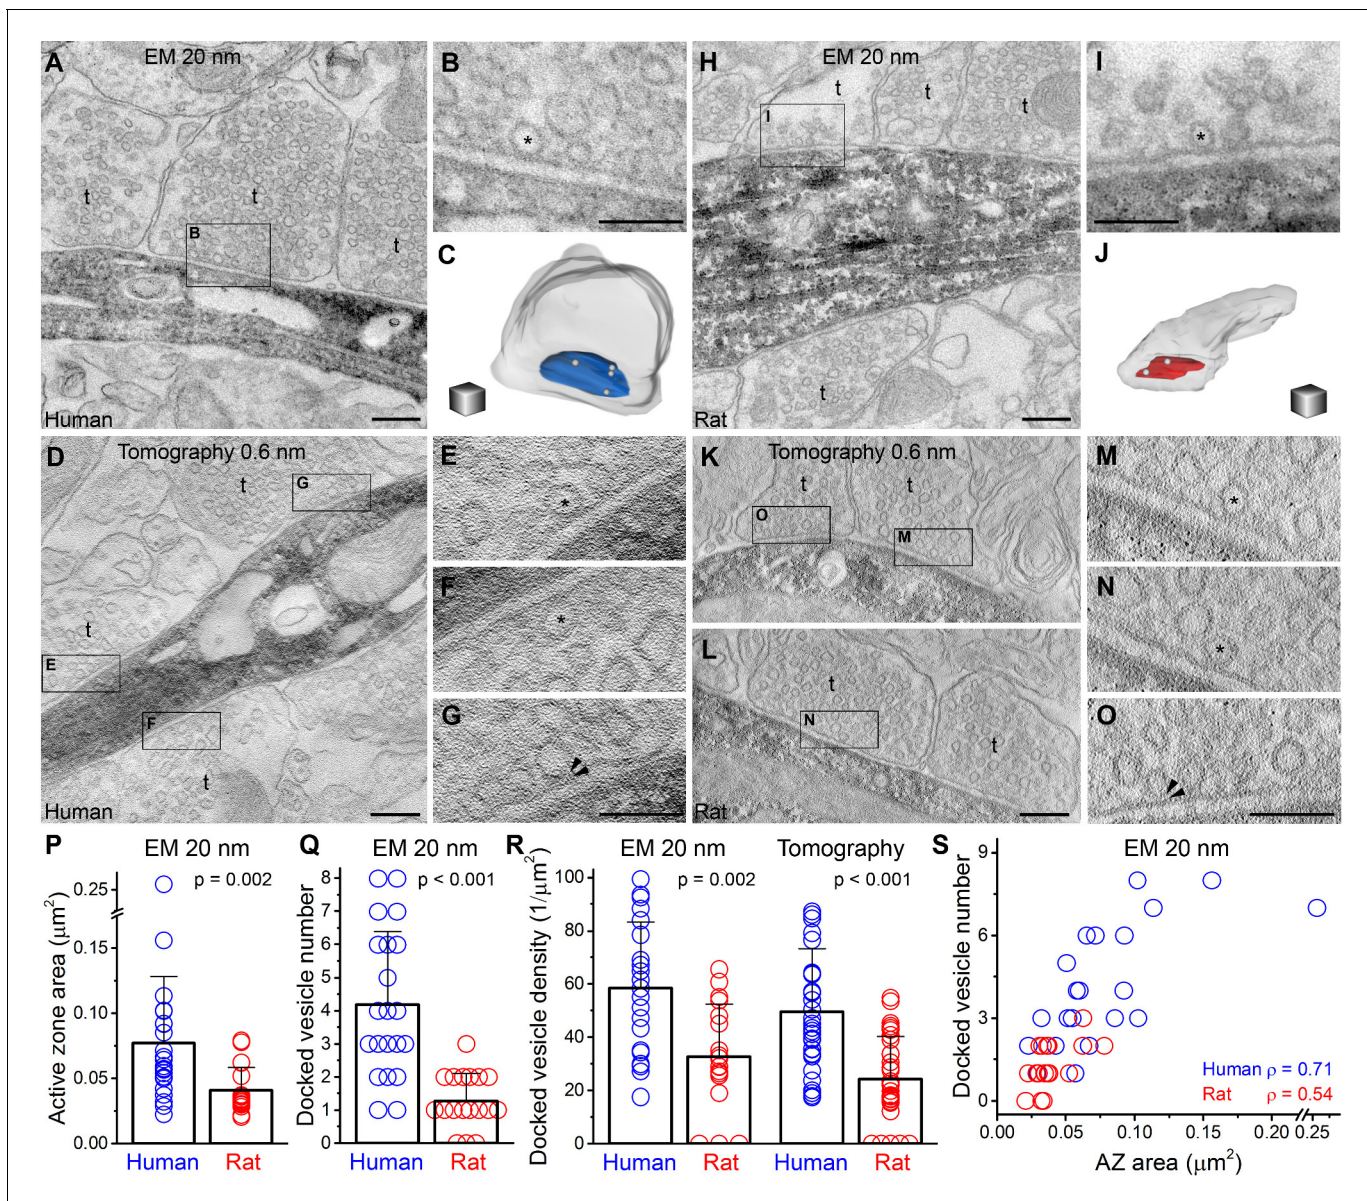 A EM 20 nm
t
t
t
B
Human
B
*
C
H EM 20 nm
t
t
t
I
t
Rat
I
*
J
D Tomography 0.6 nm
t
G
t
E
F
t
Human
E
*
F
*
G
K Tomography 0.6 nm
t
t
O
M
L
t
N
t
Rat
M
*
N
*
O
P EM 20 nm
p = 0.002
Active zone area (μm²)
0.25
0.15
0.10
0.05
0.00
Human Rat
Q EM 20 nm
p < 0.001
Docked vesicle number
8
7
6
5
4
3
2
1
0
Human Rat
R EM 20 nm Tomography
p = 0.002 p < 0.001
Docked vesicle density (1/μm²)
100
80
60
40
20
0
Human Rat Human Rat
S EM 20 nm
Docked vesicle number
9
6
3
0
Human ρ = 0.71
Rat ρ = 0.54
0.00 0.05 0.10 0.15 0.20 0.25
AZ area (μm²)